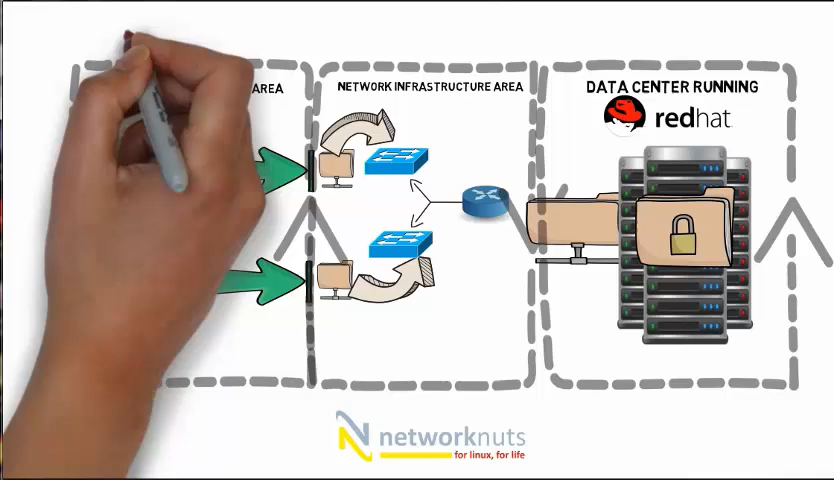 AREA
NETWORK INFRASTRUCTURE AREA
DATA CENTER RUNNING
redhat
networknuts
for linux, for life